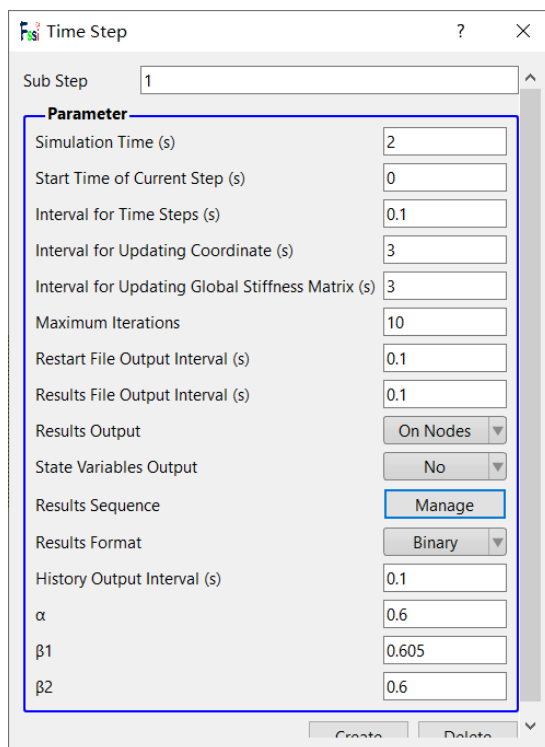 Fssi Time Step ? ×
Sub Step 1
Parameter
Simulation Time (s) 2
Start Time of Current Step (s) 0
Interval for Time Steps (s) 0.1
Interval for Updating Coordinate (s) 3
Interval for Updating Global Stiffness Matrix (s) 3
Maximum Iterations 10
Restart File Output Interval (s) 0.1
Results File Output Interval (s) 0.1
Results Output On Nodes
State Variables Output No
Results Sequence Manage
Results Format Binary
History Output Interval (s) 0.1
α 0.6
β1 0.605
β2 0.6
Create Delete